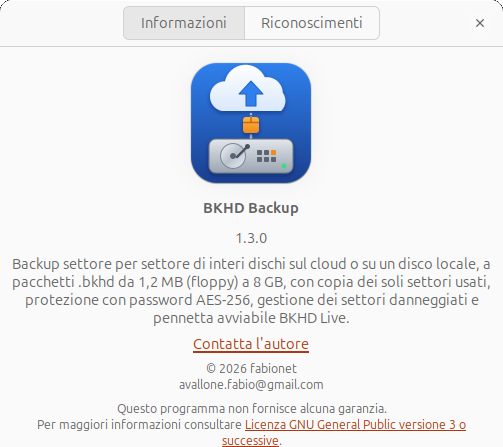 Informazioni
Riconoscimenti
×
BKHD Backup
1.3.0
Backup settore per settore di interi dischi sul cloud o su un disco locale, a
pacchetti .bkhd da 1,2 MB (floppy) a 8 GB, con copia dei soli settori usati,
protezione con password AES-256, gestione dei settori danneggiati e
pennetta avviabile BKHD Live.
Contatta l'autore
© 2026 fabionet
avallone.fabio@gmail.com
Questo programma non fornisce alcuna garanzia.
Per maggiori informazioni consultare Licenza GNU General Public versione 3 o
successive.